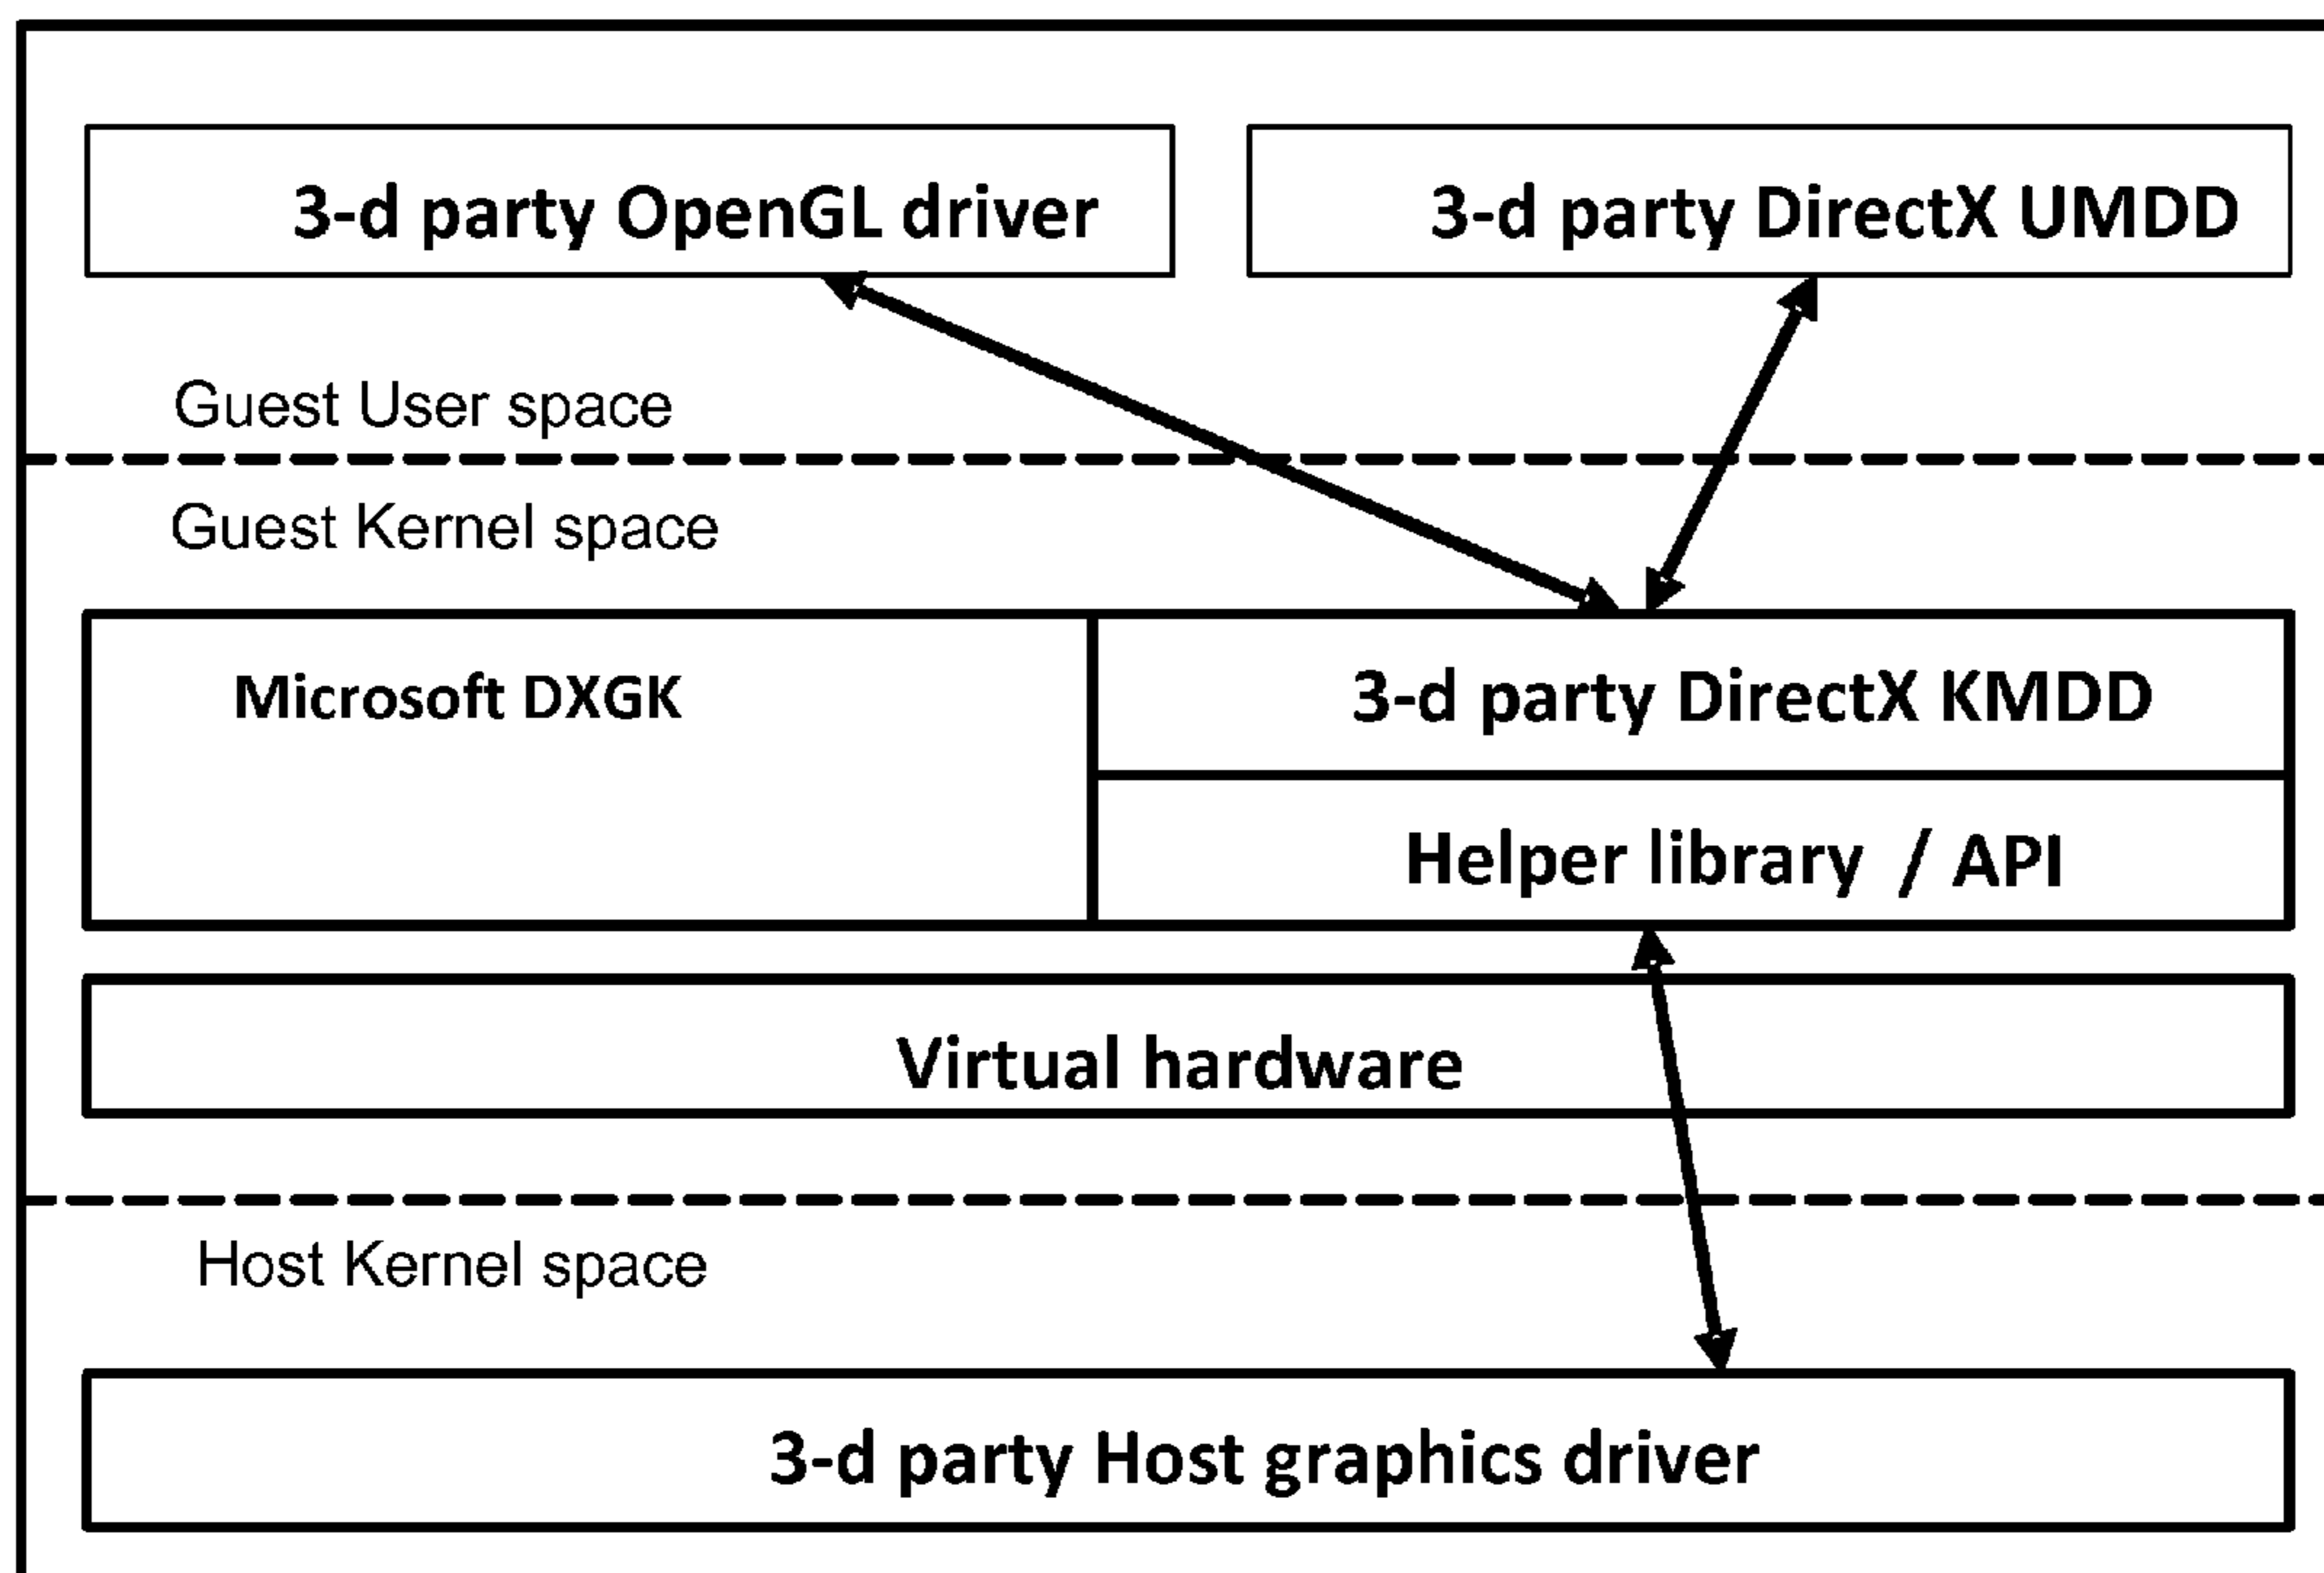 3-d party OpenGL driver
3-d party DirectX UMDD
Guest User space
Guest Kernel space
Microsoft DXGK
3-d party DirectX KMDD
Helper library / API
Virtual hardware
Host Kernel space
3-d party Host graphics driver